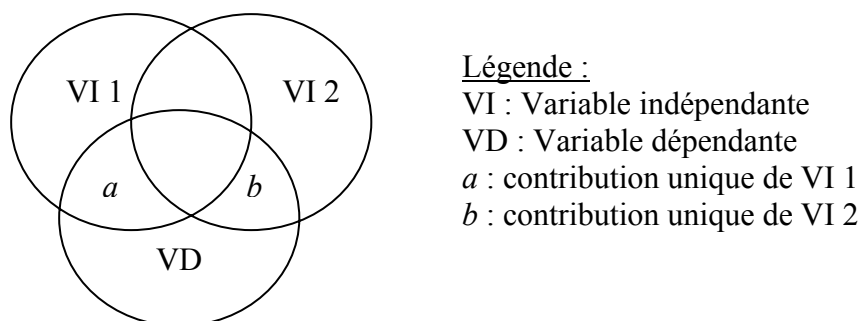 VI 1
VI 2
a
b
VD
Légende :
VI : Variable indépendante
VD : Variable dépendante
a : contribution unique de VI 1
b : contribution unique de VI 2